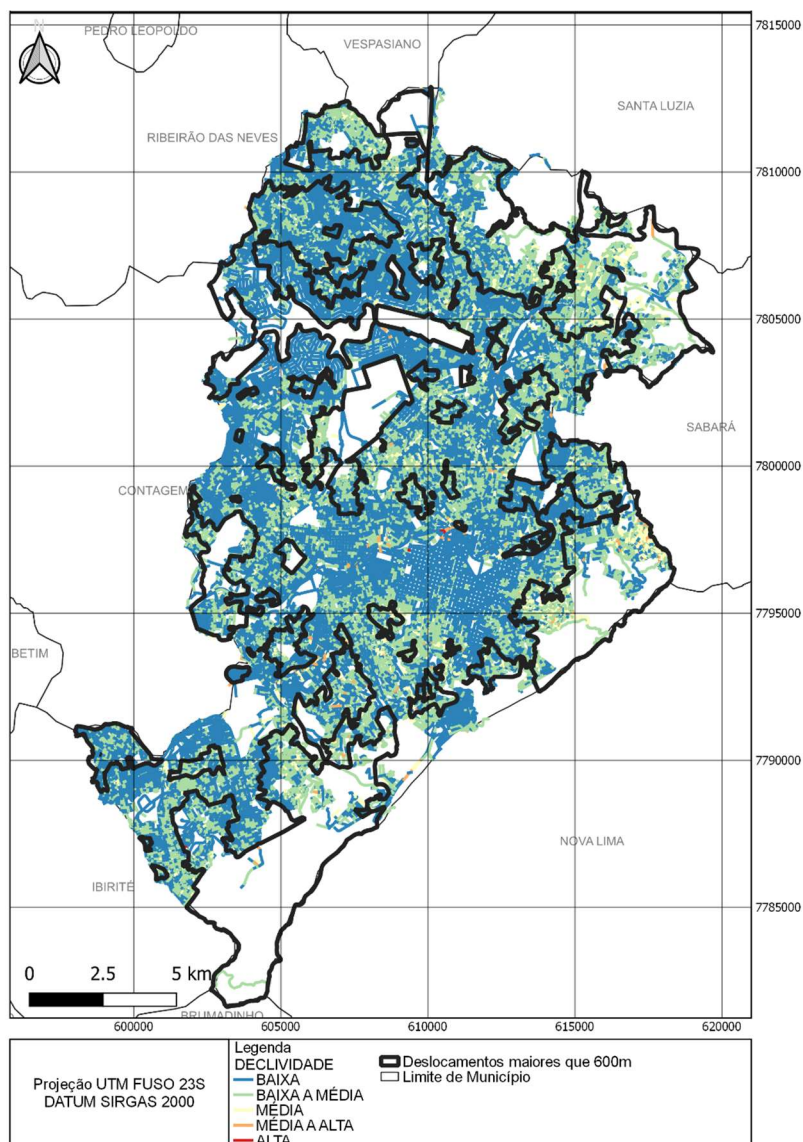 N
PEDRO LEOPOLDO
VESPASIANO
SANTA LUZIA
RIBEIRÃO DAS NEVES
SABARÁ
CONTAGEM
BETIM
NOVA LIMA
IBIRITÉ
BRUMADINHO
7815000
7810000
7805000
7800000
7795000
7790000
7785000
0 2.5 5 km
600000 605000 610000 615000 620000
Projeção UTM FUSO 23S
DATUM SIRGAS 2000
Legenda
DECLIVIDADE
BAIXA
BAIXA A MÉDIA
MÉDIA
MÉDIA A ALTA
ALTA
Deslocamentos maiores que 600m
Limite de Município